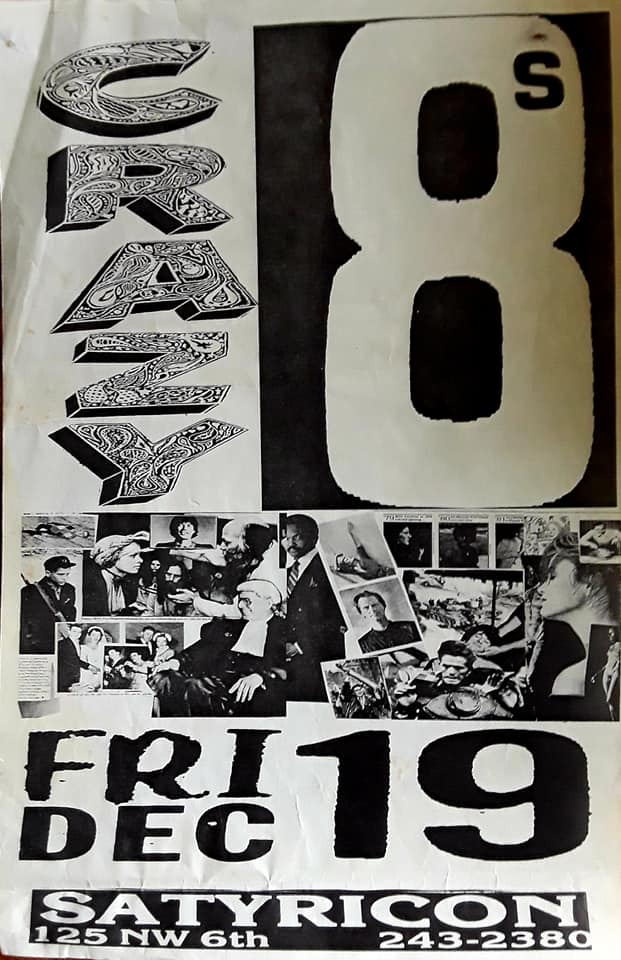 CRAZY
8s
FRI
DEC
19
SATYRICON
125 NW 6th
243-2380